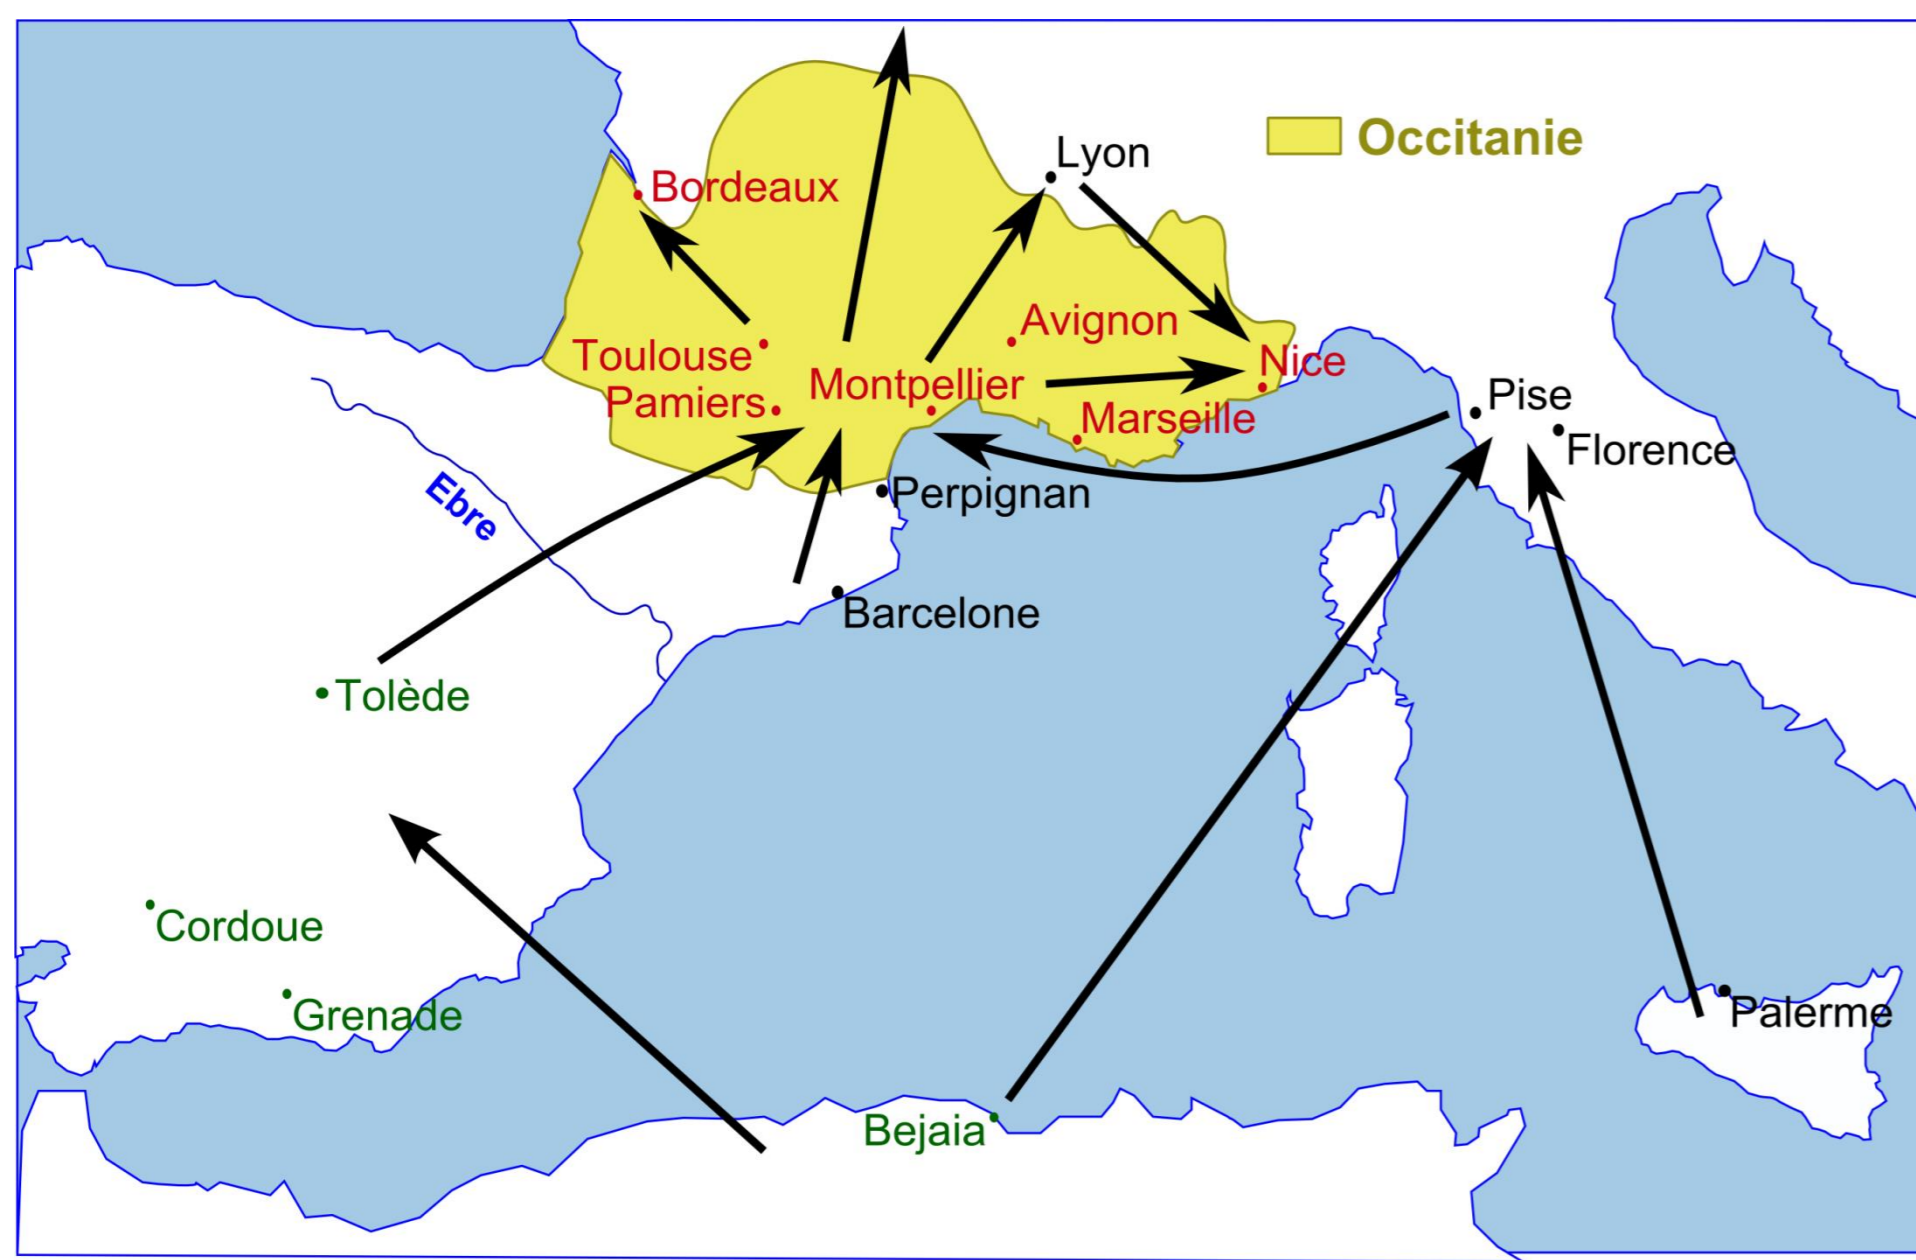 Occitanie
Lyon
Bordeaux
Avignon
Toulouse
Nice
Montpellier
Pamiers
Pise
Marseille
Florence
Perpignan
Ebre
Barcelone
Tolède
Cordoue
Grenade
Palerme
Bejaia